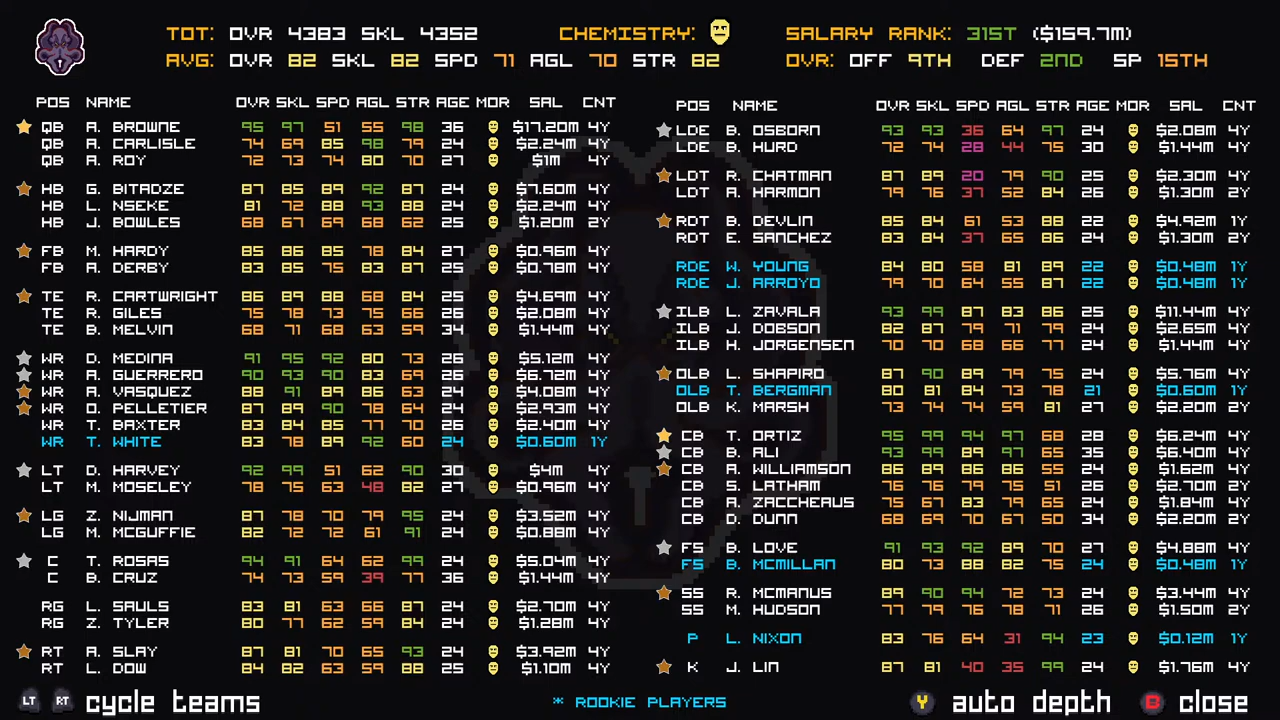 TOT: OVR 4383 SKL 4352
CHEMISTRY:
SALARY RANK: 31ST ($159.7M)
AVG: OVR 82 SKL 82 SPD 71 AGL 70 STR 82
OVR: OFF 9TH DEF 2ND SP 15TH
POS NAME OVR SKL SPD AGL STR AGE MOR SAL CNT
QB A. BROWNE 95 97 51 55 98 36 $17.20M 4Y
QB A. CARLISLE 74 69 85 98 79 24 $2.24M 4Y
QB A. ROY 72 73 74 80 70 27 $1M 4Y
HB G. BITADZE 87 85 89 92 87 24 $7.60M 4Y
HB L. NSEKE 81 72 88 93 88 24 $2.24M 4Y
HB J. BOWLES 68 67 69 68 62 25 $1.20M 2Y
FB M. HARDY 85 86 85 78 84 27 $0.96M 4Y
FB A. DERBY 83 85 75 83 87 25 $0.78M 4Y
TE R. CARTWRIGHT 86 89 88 68 84 25 $4.69M 4Y
TE R. GILES 75 78 73 75 66 26 $2.08M 4Y
TE B. MELVIN 68 71 68 63 59 34 $1.44M 4Y
WR D. MEDINA 91 95 92 80 73 26 $5.12M 4Y
WR A. GUERRERO 90 93 90 83 69 26 $6.72M 4Y
WR A. VASQUEZ 88 91 89 86 63 24 $4.08M 4Y
WR O. PELLETIER 87 89 90 78 64 24 $2.93M 4Y
WR T. BAXTER 83 84 85 77 70 26 $2.40M 4Y
WR T. WHITE 83 78 89 92 60 24 $0.60M 1Y
LT D. HARVEY 92 99 51 62 90 30 $4M 4Y
LT M. MOSELEY 78 75 63 48 82 27 $0.96M 4Y
LG Z. NIJMAN 87 78 70 79 95 24 $3.52M 4Y
LG M. MCGUFFIE 82 72 72 61 91 24 $0.88M 4Y
C T. ROSAS 94 91 64 62 99 24 $5.04M 4Y
C B. CRUZ 74 73 59 39 77 36 $1.44M 4Y
RG L. SAULS 83 81 63 66 87 24 $2.70M 4Y
RG Z. TYLER 80 77 62 59 84 24 $1.28M 4Y
RT A. SLAY 87 81 70 65 93 24 $3.92M 4Y
RT L. DOW 84 82 63 59 88 25 $1.10M 4Y
POS NAME OVR SKL SPD AGL STR AGE MOR SAL CNT
LDE B. OSBORN 93 93 36 64 97 24 $2.08M 4Y
LDE B. HURD 72 74 28 44 75 30 $1.44M 4Y
LDT R. CHATMAN 87 89 20 79 90 25 $2.30M 4Y
LDT A. HARMON 79 76 37 52 84 26 $1.30M 2Y
RDT B. DEVLIN 85 84 61 53 88 22 $4.92M 1Y
RDT E. SANCHEZ 83 84 37 65 86 24 $1.30M 2Y
RDE W. YOUNG 84 80 58 81 89 22 $0.48M 1Y
RDE J. ARROYO 79 70 64 55 87 22 $0.48M 1Y
ILB L. ZAVALA 93 99 87 83 86 25 $11.44M 4Y
ILB J. DOBSON 82 87 79 71 79 24 $2.65M 4Y
ILB H. JORGENSEN 70 70 68 66 77 24 $1.44M 4Y
OLB L. SHAPIRO 87 90 89 79 75 24 $5.76M 4Y
OLB T. BERGMAN 80 81 84 73 78 21 $0.60M 1Y
OLB K. MARSH 73 74 74 59 81 27 $2.20M 2Y
CB T. ORTIZ 95 99 94 97 68 28 $6.24M 4Y
CB B. ALI 93 99 89 97 65 35 $6.40M 4Y
CB A. WILLIAMSON 86 89 86 86 55 24 $1.62M 4Y
CB S. LATHAM 76 76 79 75 51 26 $2.70M 2Y
CB A. ZACCHEAUS 75 67 83 79 65 24 $1.84M 4Y
CB D. DUNN 68 69 70 67 50 34 $2.20M 2Y
FS B. LOVE 91 93 92 89 70 27 $4.88M 4Y
FS B. MCMILLAN 80 73 88 82 75 24 $0.48M 1Y
SS R. MCMANUS 89 90 94 72 73 24 $3.44M 4Y
SS M. HUDSON 77 79 76 78 71 26 $1.50M 2Y
P L. NIXON 83 76 64 31 94 23 $0.12M 1Y
K J. LIN 87 81 40 35 99 24 $1.76M 4Y
LT RT cycle teams
* ROOKIE PLAYERS
Y auto depth
B close